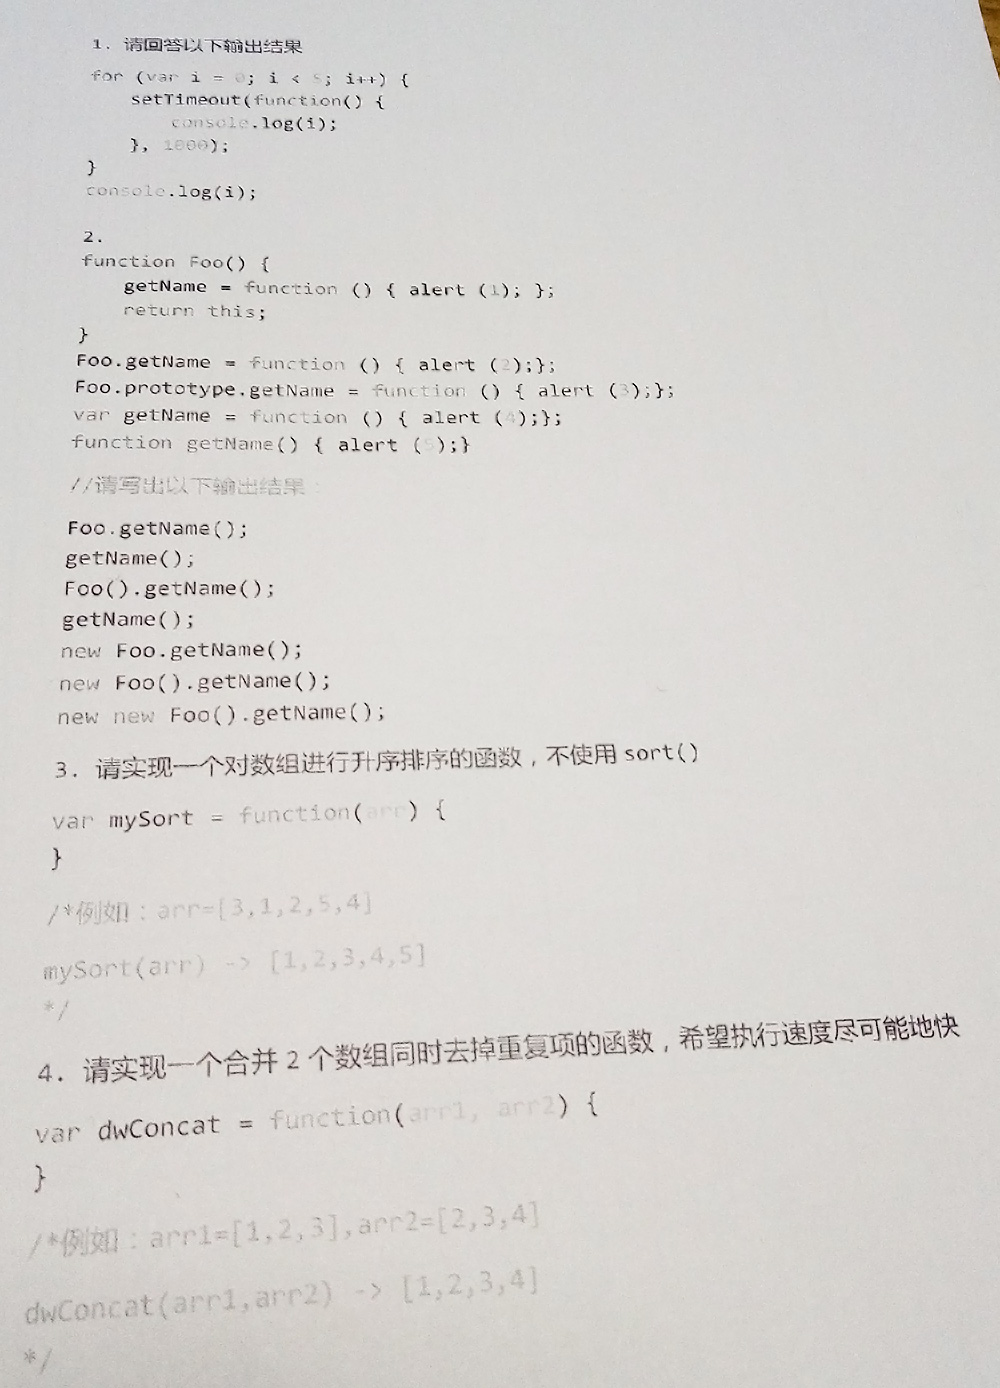 1. 请回答以下输出结果
for (var i = 0; i < 5; i++) {
setTimeout(function() {
console.log(i);
}, 1000);
}
console.log(i);
2.
function Foo() {
getName = function () { alert (1); };
return this;
}
Foo.getName = function () { alert (2);};
Foo.prototype.getName = function () { alert (3);};
var getName = function () { alert (4);};
function getName() { alert (5);}
//请写出以下输出结果:
Foo.getName();
getName();
Foo().getName();
getName();
new Foo.getName();
new Foo().getName();
new new Foo().getName();
3. 请实现一个对数组进行升序排序的函数，不使用 sort()
var mySort = function(arr) {
}
/*例如：arr=[3,1,2,5,4]
mySort(arr) -> [1,2,3,4,5]
*/
4. 请实现一个合并 2 个数组同时去掉重复项的函数，希望执行速度尽可能地快
var dwConcat = function(arr1, arr2) {
}
/*例如：arr1=[1,2,3],arr2=[2,3,4]
dwConcat(arr1,arr2) -> [1,2,3,4]
*/